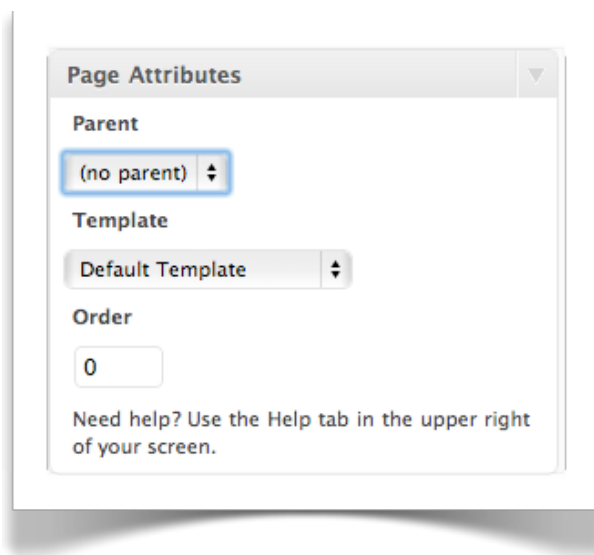 Page Attributes
Parent
(no parent)
Template
Default Template
Order
0
Need help? Use the Help tab in the upper right
of your screen.